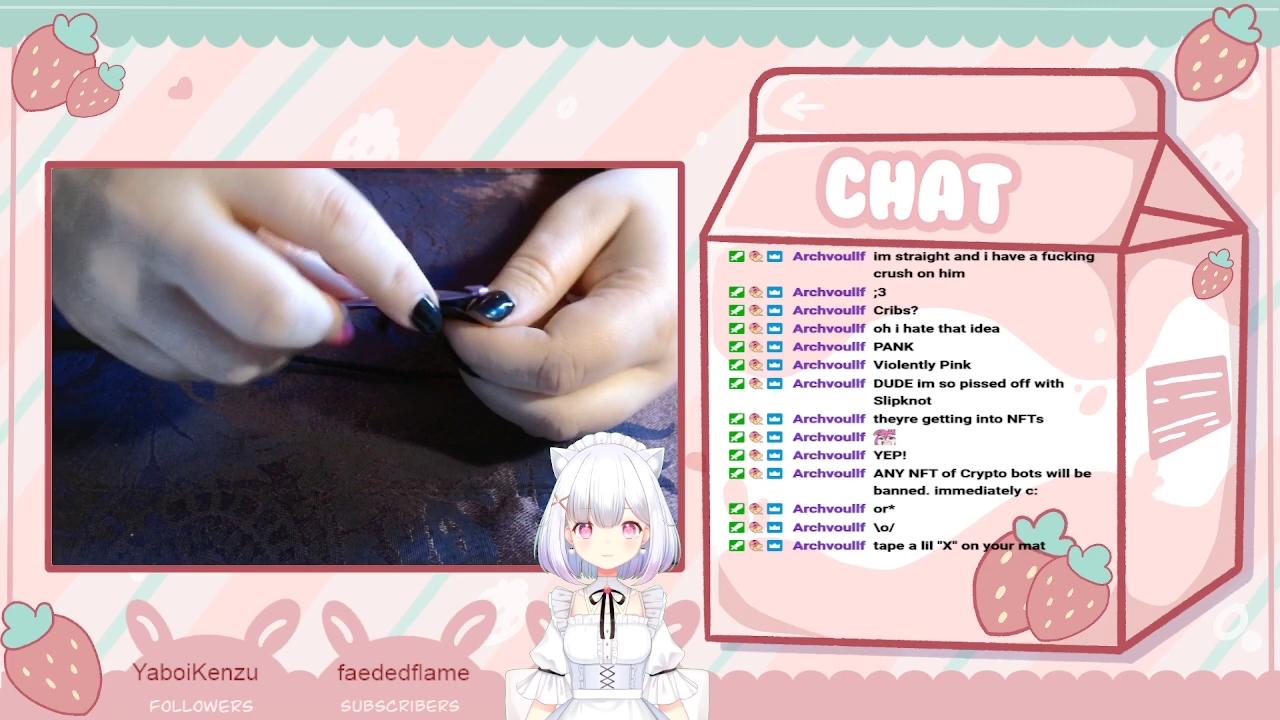 CHAT
Archvoullf im straight and i have a fucking
crush on him
Archvoullf ;3
Archvoullf Cribs?
Archvoullf oh i hate that idea
Archvoullf PANK
Archvoullf Violently Pink
Archvoullf DUDE im so pissed off with
Slipknot
Archvoullf theyre getting into NFTs
Archvoullf
Archvoullf YEP!
Archvoullf ANY NFT of Crypto bots will be
banned. immediately c:
Archvoullf or*
Archvoullf \o/
Archvoullf tape a lil "X" on your mat
YaboiKenzu
FOLLOWERS
faededflame
SUBSCRIBERS